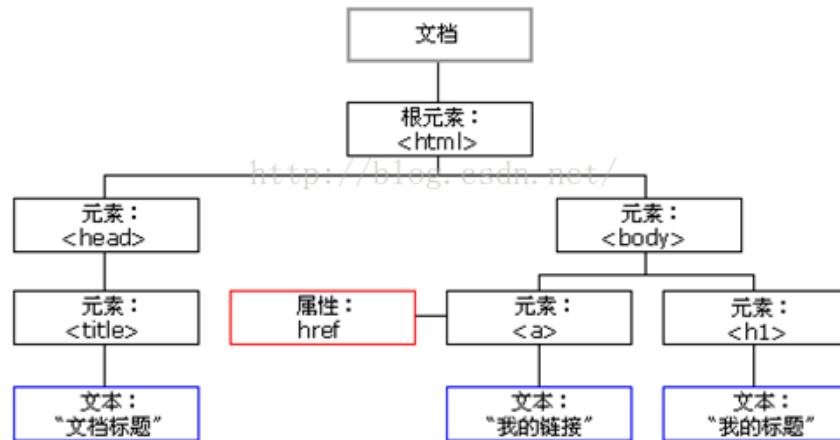 文档
根元素：
<html>
http://blog.csdn.net/
元素：
<head>
元素：
<body>
元素：
<title>
属性：
href
元素：
<a>
元素：
<h1>
文本：
“文档标题”
文本：
“我的链接”
文本：
“我的标题”